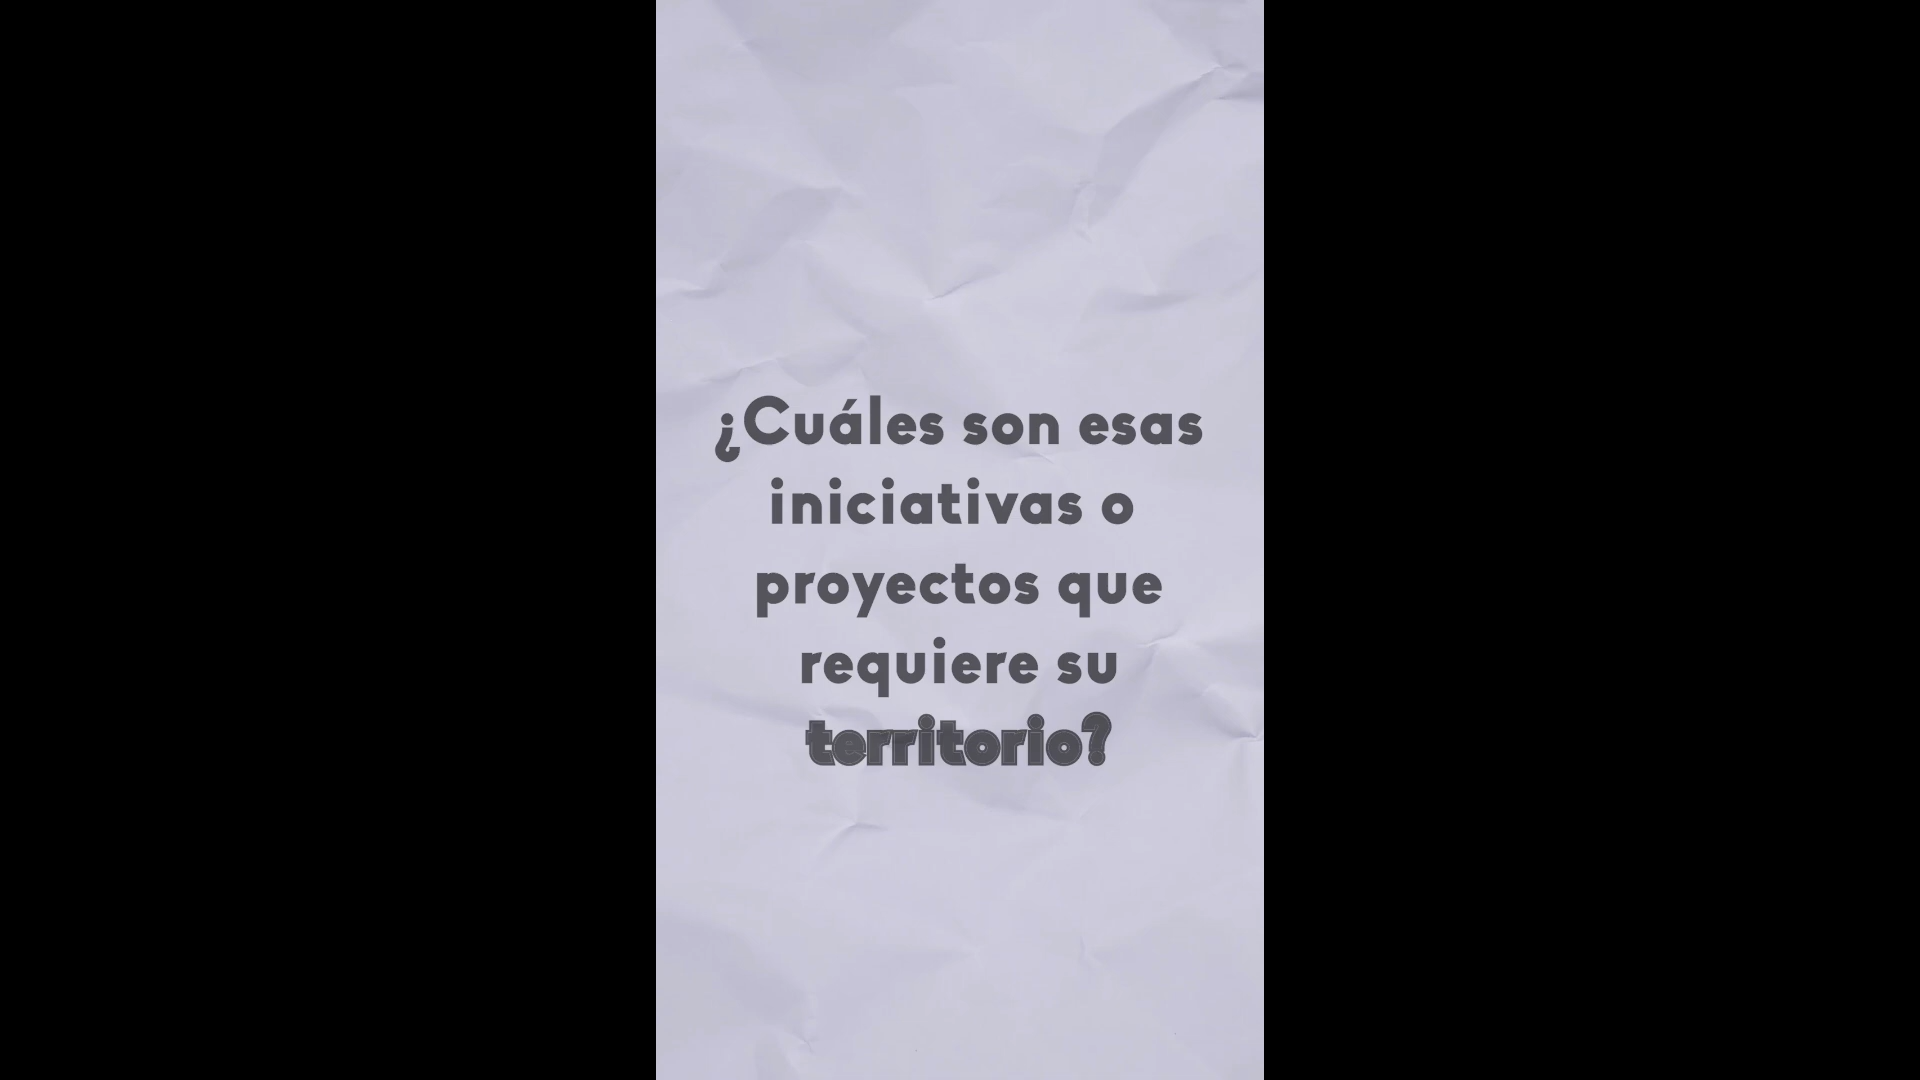 ¿Cuáles son esas
iniciativas o
proyectos que
requiere su
territorio?